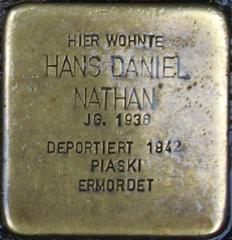 HIER WOHNTE
HANS DANIEL
NATHAN
JG. 1936
DEPORTIERT 1942
PIASKI
ERMORDET